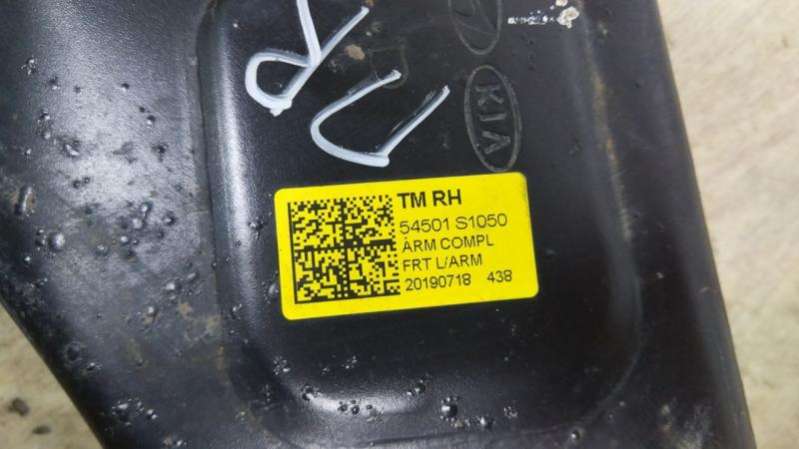 KIA
TM RH
54501 S1050
ARM COMPL
FRT L/ARM
20190718 438